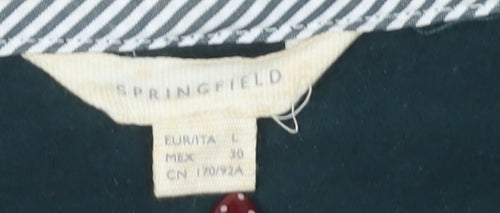 SPRINGFIELD
EUR/ITA L
MEX 30
CN 170/92A